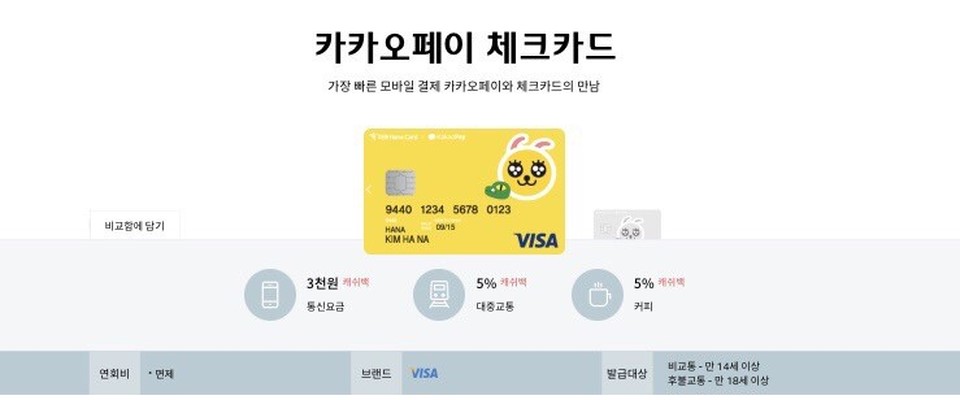 카카오페이 체크카드
가장 빠른 모바일 결제 카카오페이와 체크카드의 만남
9440 1234 5678 0123
09/15
HANA
KIM HA NA
VISA
비교함에 담기
3천원 캐쉬백
통신요금
5% 캐쉬백
대중교통
5% 캐쉬백
커피
연회비
• 면제
브랜드
VISA
발급대상
비교통 - 만 14세 이상
후불교통 - 만 18세 이상